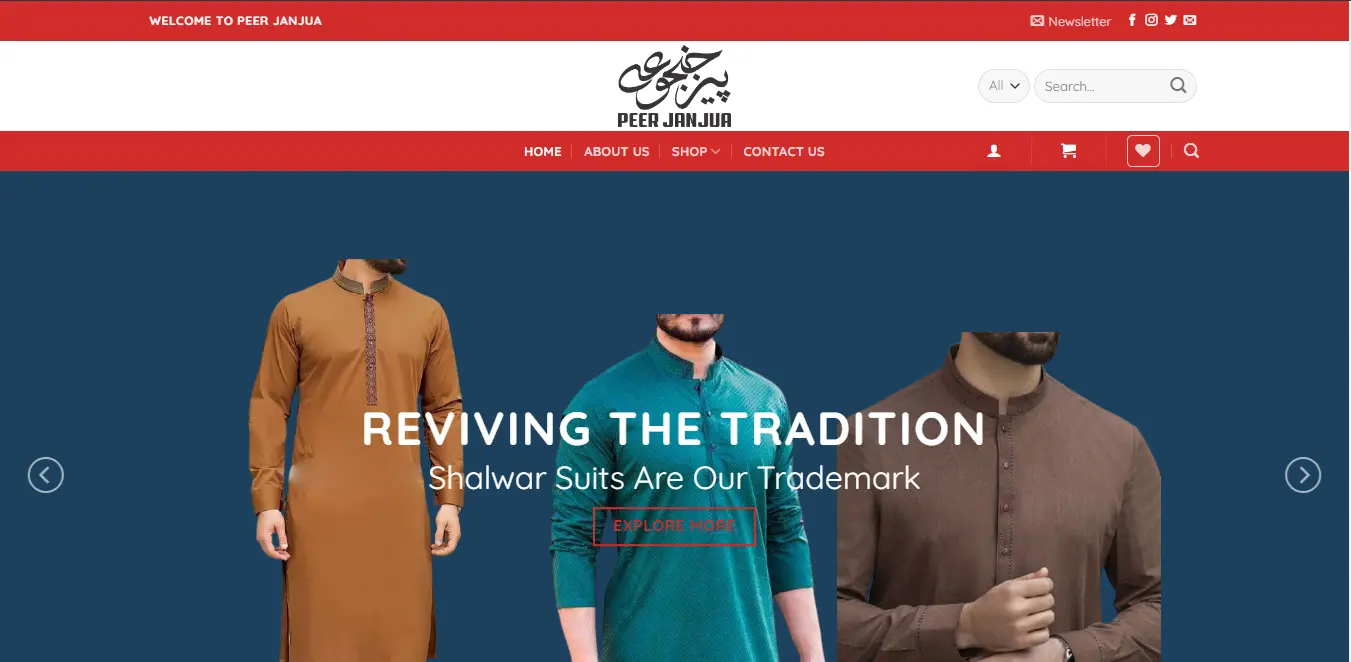 WELCOME TO PEER JANJUA
Newsletter
پیر جنجوعہ
PEER JANJUA
All
Search...
HOME
ABOUT US
SHOP
CONTACT US
REVIVING THE TRADITION
Shalwar Suits Are Our Trademark
EXPLORE MORE